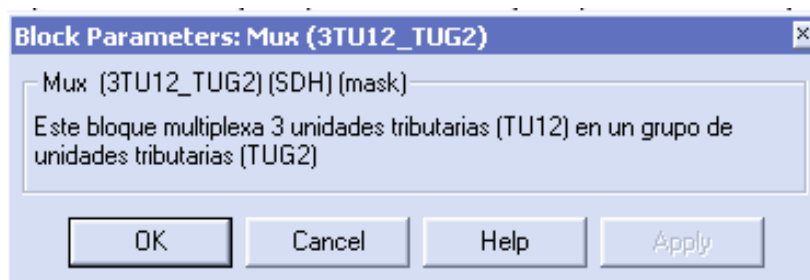 Block Parameters: Mux (3TU12_TUG2)
Mux (3TU12_TUG2) (SDH) (mask)
Este bloque multiplexa 3 unidades tributarias (TU12) en un grupo de
unidades tributarias (TUG2)
OK Cancel Help Apply